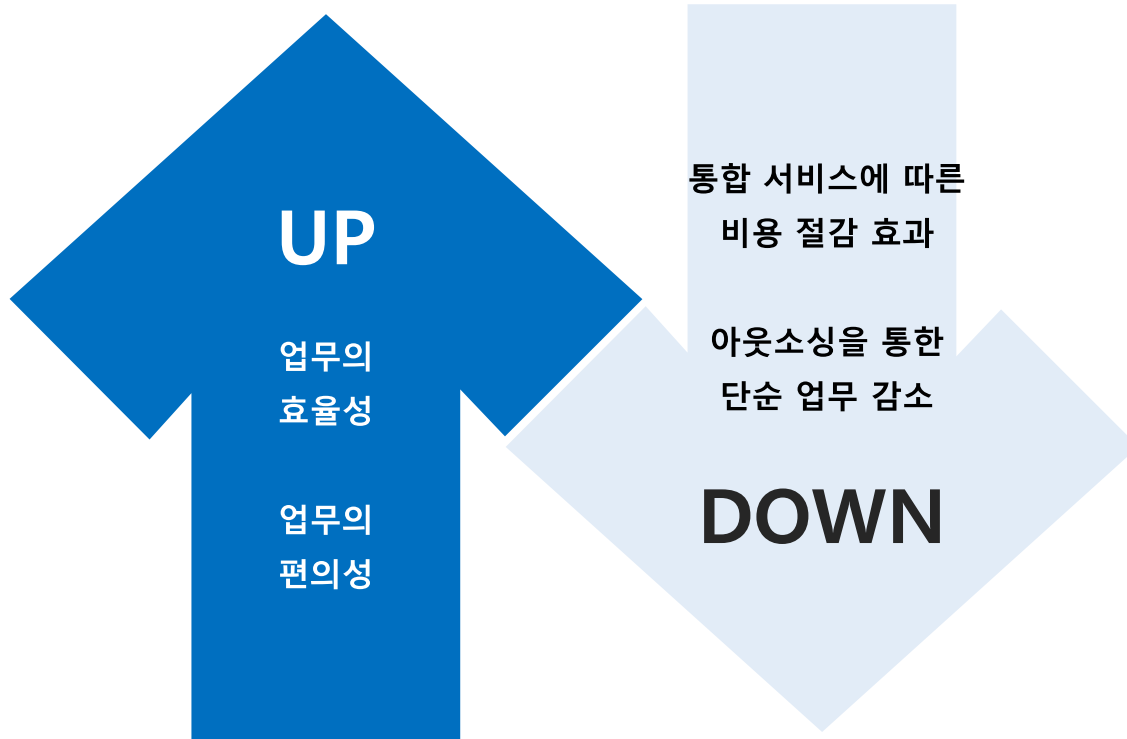 UP
업무의
효율성
업무의
편의성
통합 서비스에 따른
비용 절감 효과
아웃소싱을 통한
단순 업무 감소
DOWN